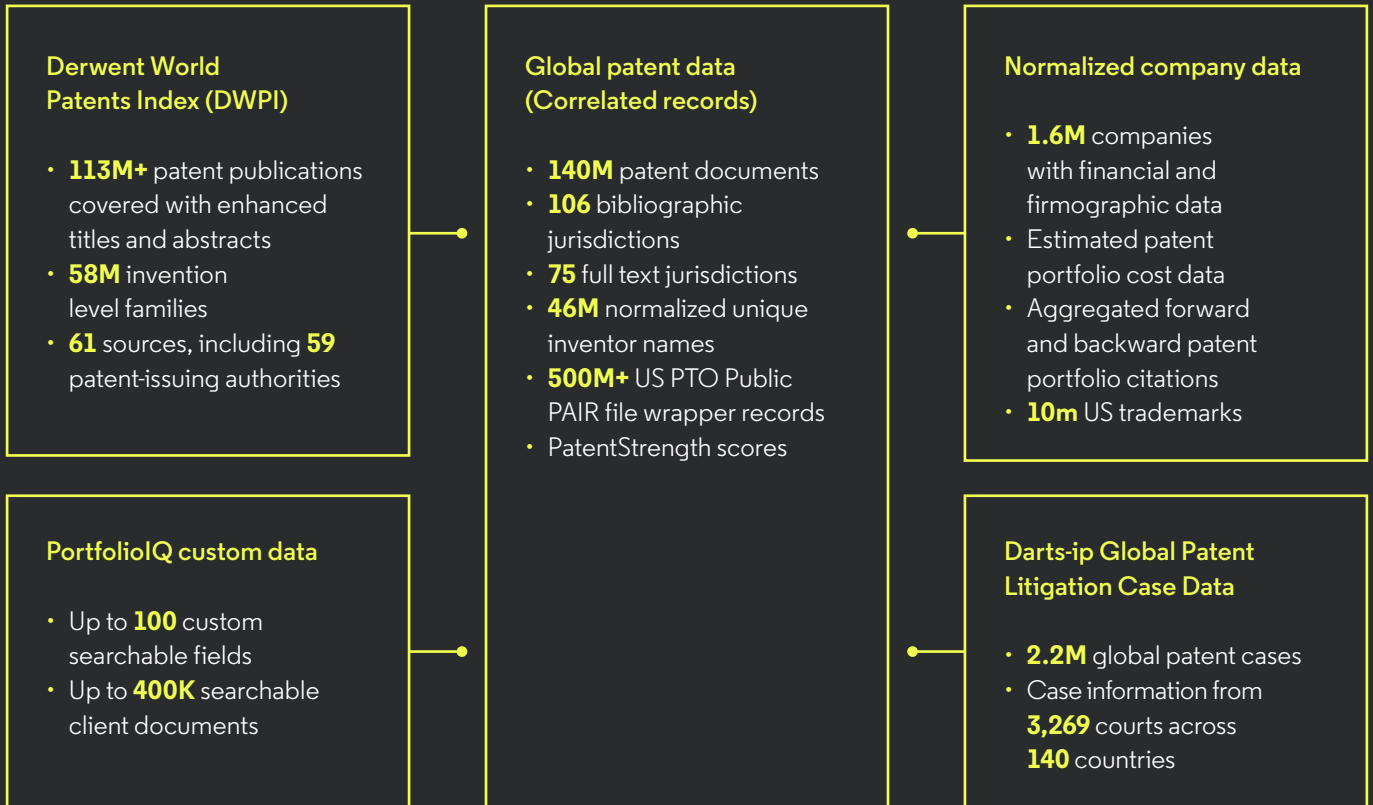 Derwent World
Patents Index (DWPI)
• 113M+ patent publications
covered with enhanced
titles and abstracts
• 58M invention
level families
• 61 sources, including 59
patent-issuing authorities
Global patent data
(Correlated records)
• 140M patent documents
• 106 bibliographic
jurisdictions
• 75 full text jurisdictions
• 46M normalized unique
inventor names
• 500M+ US PTO Public
PAIR file wrapper records
• PatentStrength scores
Normalized company data
• 1.6M companies
with financial and
firmographic data
• Estimated patent
portfolio cost data
• Aggregated forward
and backward patent
portfolio citations
• 10m US trademarks
PortfolioIQ custom data
• Up to 100 custom
searchable fields
• Up to 400K searchable
client documents
Darts-ip Global Patent
Litigation Case Data
• 2.2M global patent cases
• Case information from
3,269 courts across
140 countries